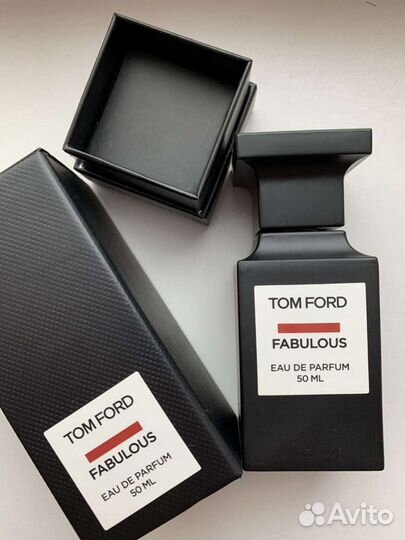 TOM FORD
FABULOUS
EAU DE PARFUM
50 ML
TOM FORD
FABULOUS
EAU DE PARFUM
50 ML
Avito